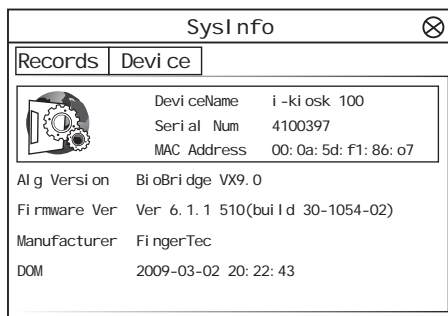 SysInfo
Records Device
DeviceName i-kiosk 100
Serial Num 4100397
MAC Address 00:0a:5d:f1:86:o7
Alg Version BioBridge VX9.0
Firmware Ver Ver 6.1.1 510(build 30-1054-02)
Manufacturer FingerTec
DOM 2009-03-02 20:22:43